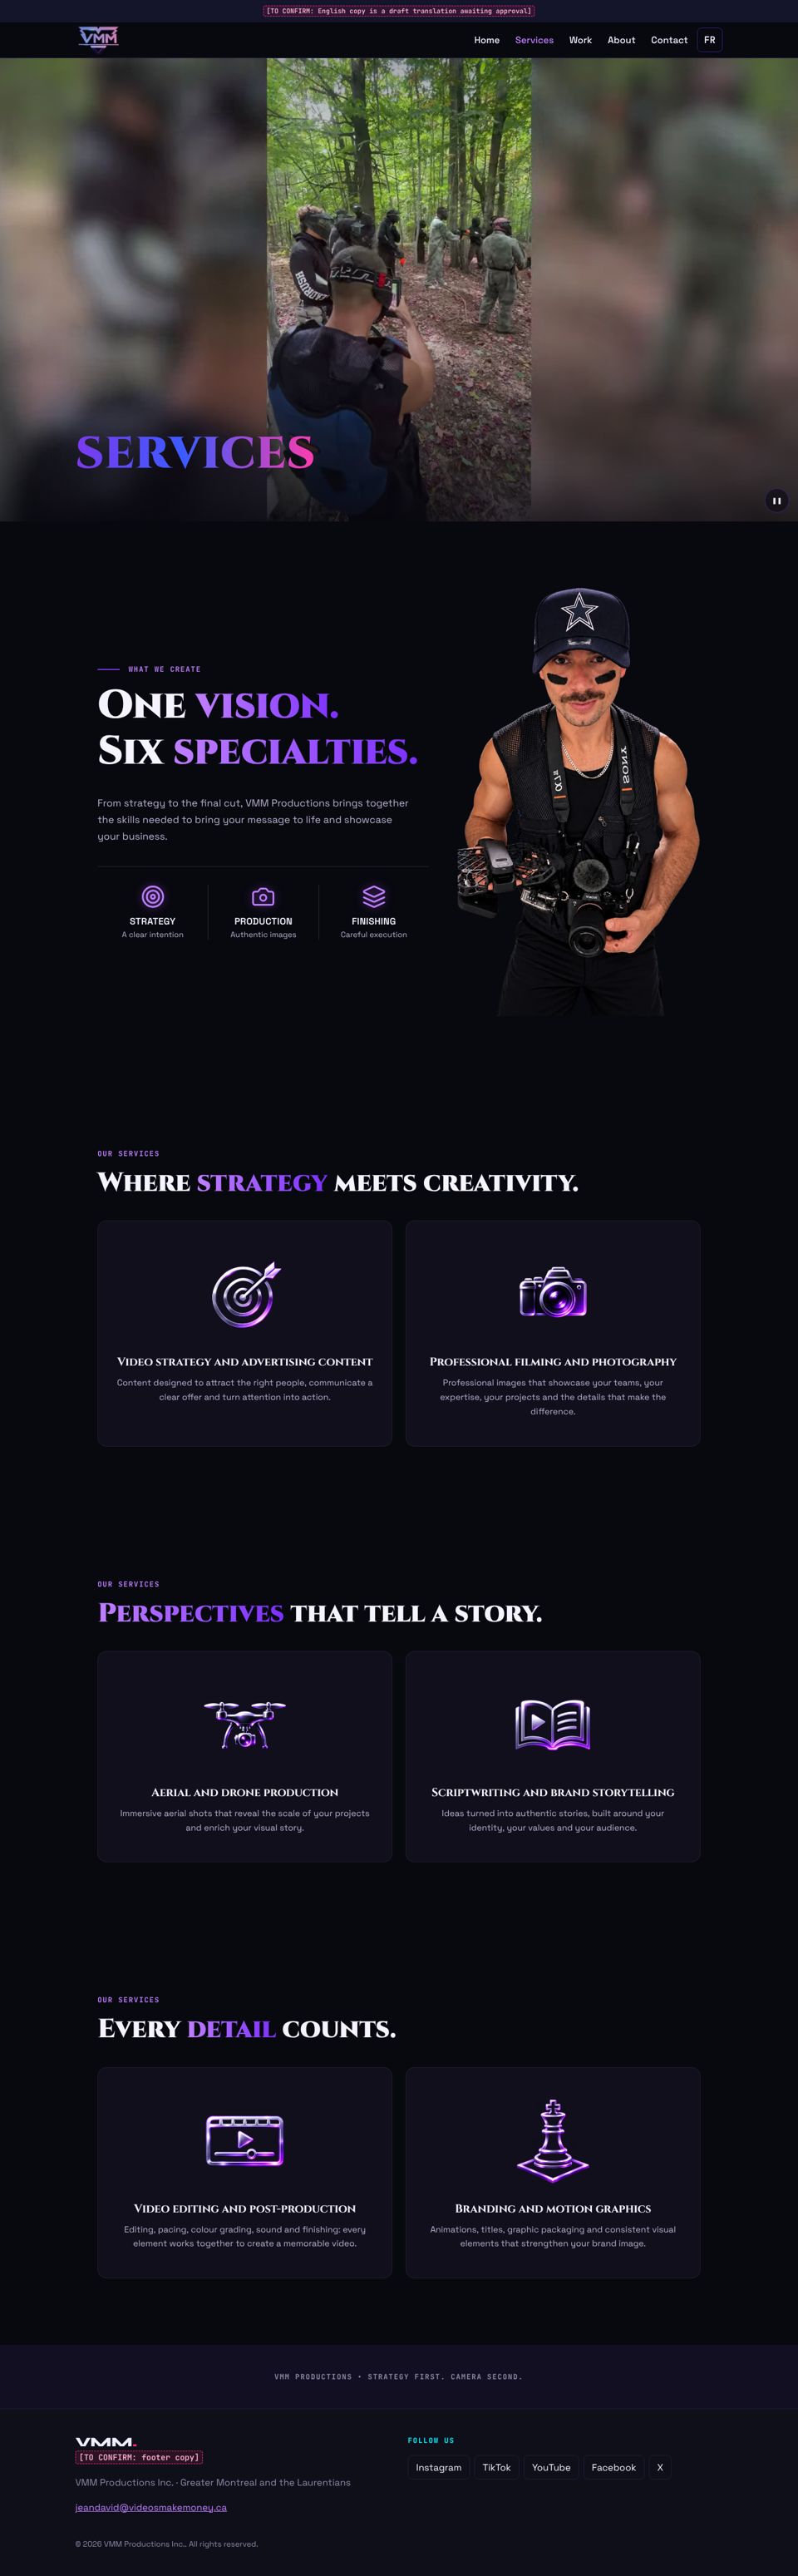 [TO CONFIRM: English copy is a draft translation awaiting approval]
VMM
Home Services Work About Contact FR
SERVICES
WHAT WE CREATE
One vision.
Six specialties.
From strategy to the final cut, VMM Productions brings together
the skills needed to bring your message to life and showcase
your business.
STRATEGY
A clear intention
PRODUCTION
Authentic images
FINISHING
Careful execution
α7 III
SONY
OUR SERVICES
Where strategy meets creativity.
Video strategy and advertising content
Content designed to attract the right people, communicate a
clear offer and turn attention into action.
Professional filming and photography
Professional images that showcase your teams, your
expertise, your projects and the details that make the
difference.
OUR SERVICES
Perspectives that tell a story.
Aerial and drone production
Immersive aerial shots that reveal the scale of your projects
and enrich your visual story.
Scriptwriting and brand storytelling
Ideas turned into authentic stories, built around your
identity, your values and your audience.
OUR SERVICES
Every detail counts.
Video editing and post-production
Editing, pacing, colour grading, sound and finishing: every
element works together to create a memorable video.
Branding and motion graphics
Animations, titles, graphic packaging and consistent visual
elements that strengthen your brand image.
VMM PRODUCTIONS • STRATEGY FIRST. CAMERA SECOND.
VMM.
[TO CONFIRM: footer copy]
VMM Productions Inc. · Greater Montreal and the Laurentians
jeandavid@videosmakemoney.ca
© 2026 VMM Productions Inc.. All rights reserved.
FOLLOW US
Instagram TikTok YouTube Facebook X